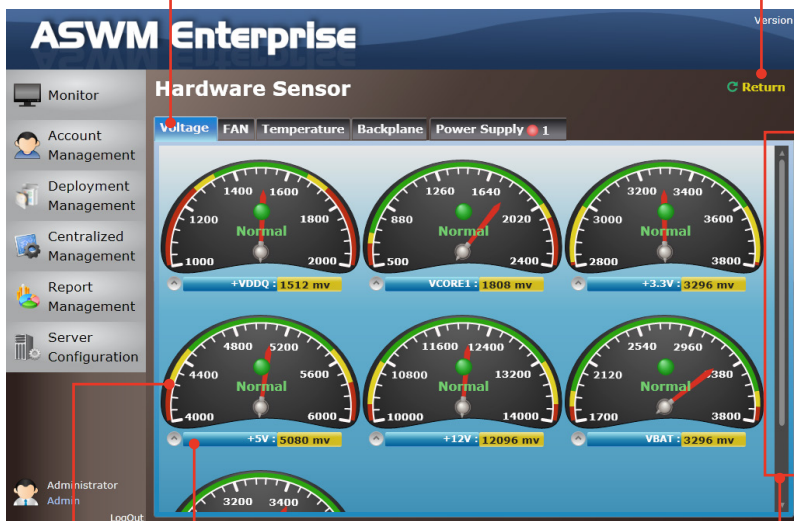 Version
ASWM Enterprise
Monitor
Account
Management
Deployment
Management
Centralized
Management
Report
Management
Server
Configuration
Administrator
Admin
LogOut
Hardware Sensor
Return
Voltage FAN Temperature Backplane Power Supply 1
1000 1200 1400 1600 1800 2000
Normal
+VDDQ : 1512 mv
500 880 1260 1640 2020 2400
Normal
VCORE1 : 1808 mv
2800 3000 3200 3400 3600 3800
Normal
+3.3V : 3296 mv
4000 4400 4800 5200 5600 6000
Normal
+5V : 5080 mv
10000 10800 11600 12400 13200 14000
Normal
+12V : 12096 mv
1700 2120 2540 2960 3380 3800
Normal
VBAT : 3296 mv
3200 3400